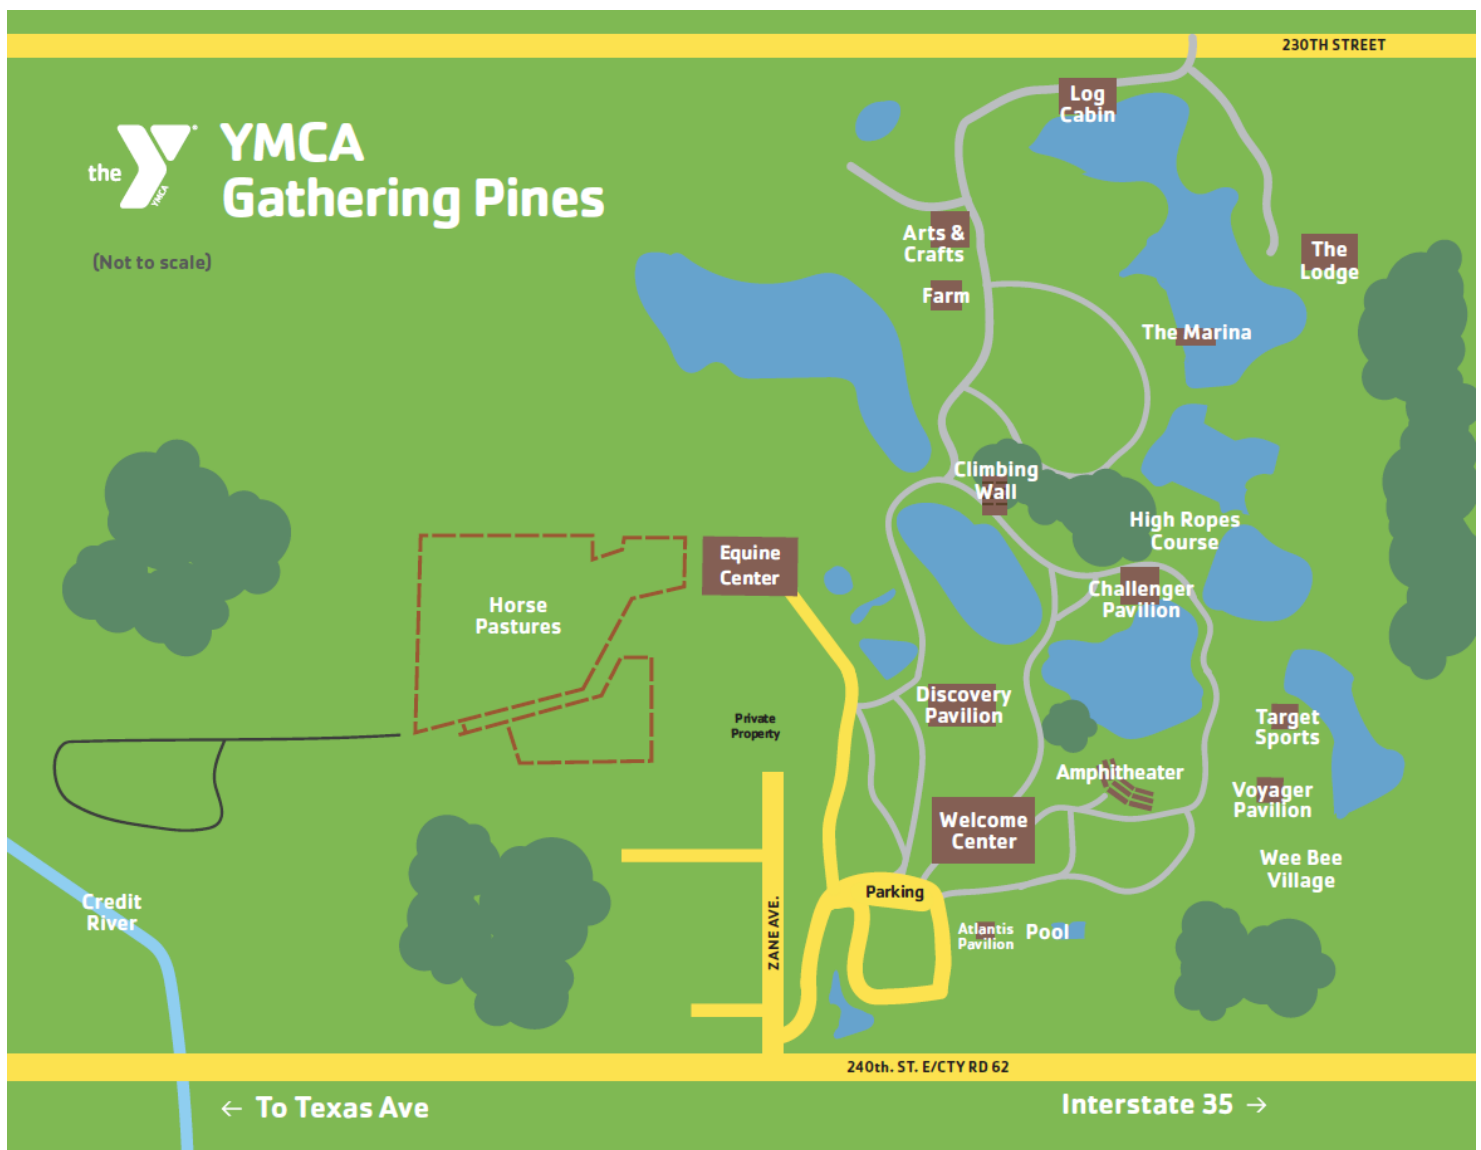 230TH STREET
Log
Cabin
the
YMCA
YMCA
Gathering Pines
(Not to scale)
Arts &
Crafts
The
Lodge
Farm
The Marina
Climbing
Wall
High Ropes
Course
Equine
Center
Challenger
Pavilion
Horse
Pastures
Discovery
Pavilion
Private
Property
Target
Sports
Amphitheater
Voyager
Pavilion
Welcome
Center
Wee Bee
Village
Credit
River
Parking
ZANE AVE.
Atlantis
Pavilion
Pool
240th. ST. E/CTY RD 62
← To Texas Ave
Interstate 35 →